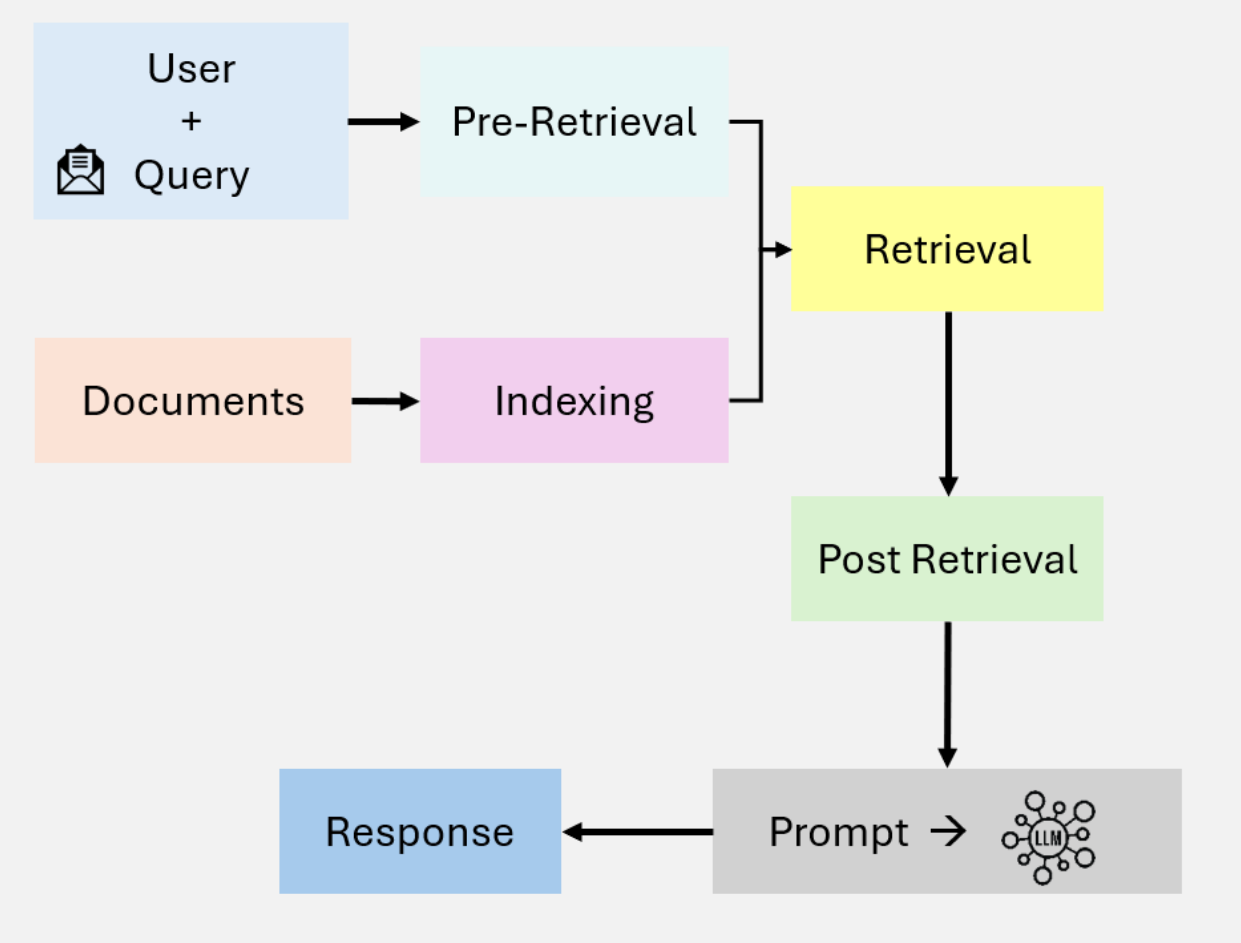 User
+
Query
Pre-Retrieval
Retrieval
Documents
Indexing
Post Retrieval
Response
Prompt →
LLM